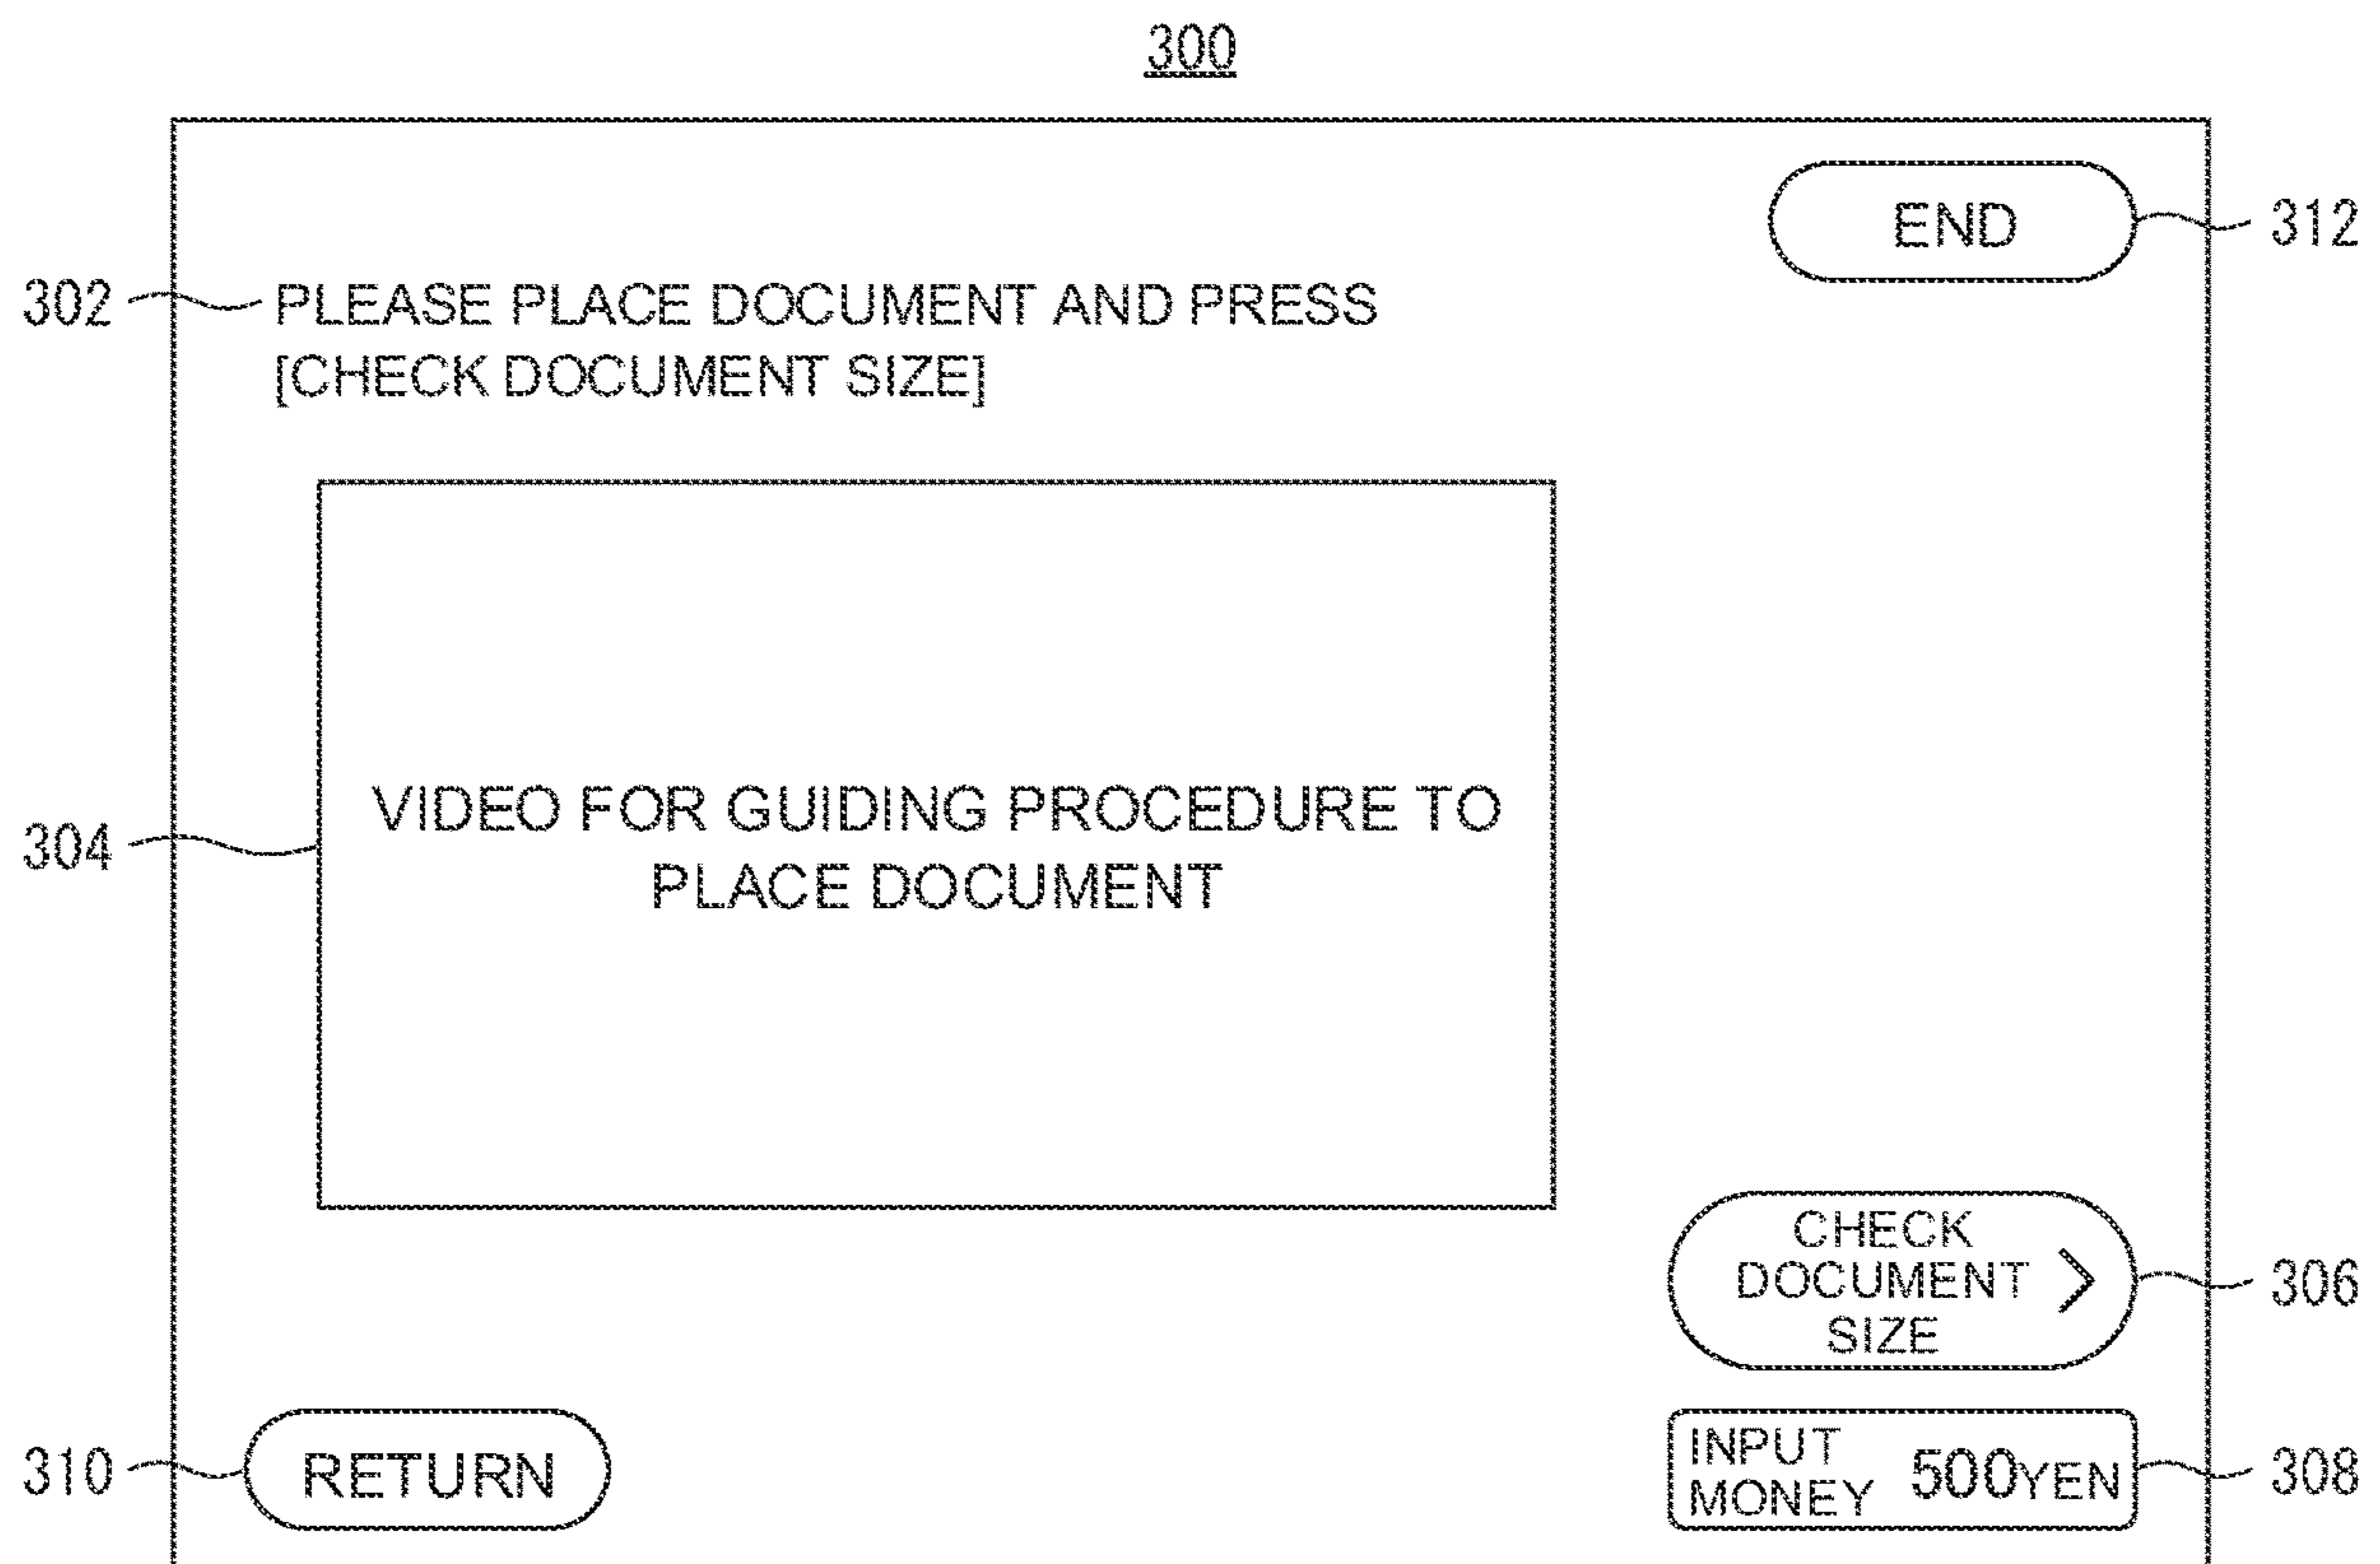 300
END
312
302
PLEASE PLACE DOCUMENT AND PRESS
[CHECK DOCUMENT SIZE]
304
VIDEO FOR GUIDING PROCEDURE TO
PLACE DOCUMENT
CHECK
DOCUMENT
SIZE
>
306
310
RETURN
INPUT
MONEY
500YEN
308